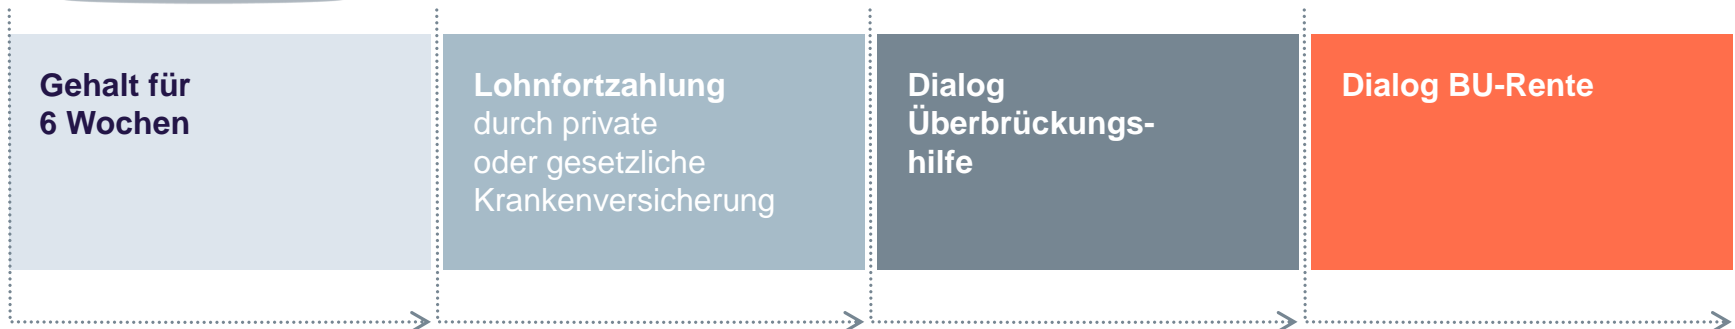 Gehalt für
6 Wochen
Lohnfortzahlung
durch private
oder gesetzliche
Krankenversicherung
Dialog
Überbrückungs-
hilfe
Dialog BU-Rente